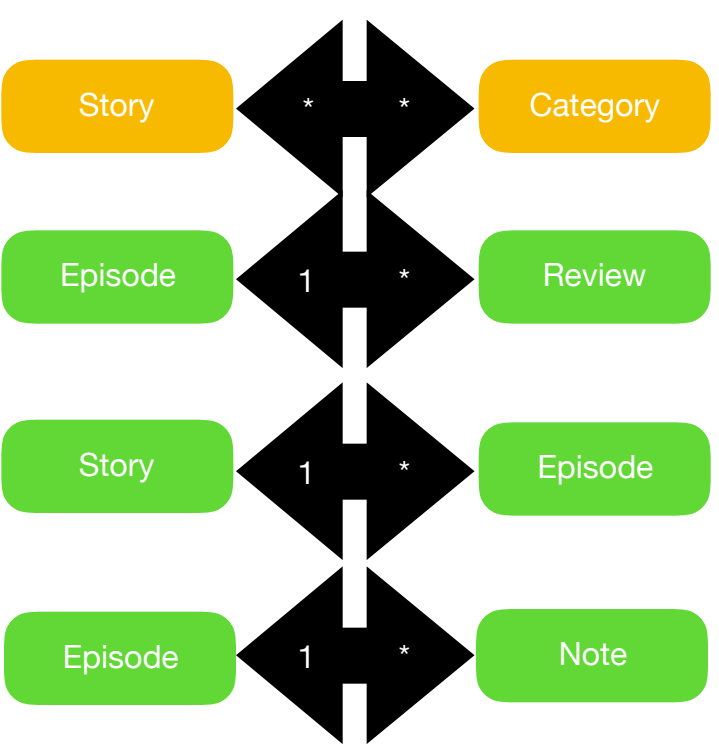 Story * * Category
Episode 1 * Review
Story 1 * Episode
Episode 1 * Note